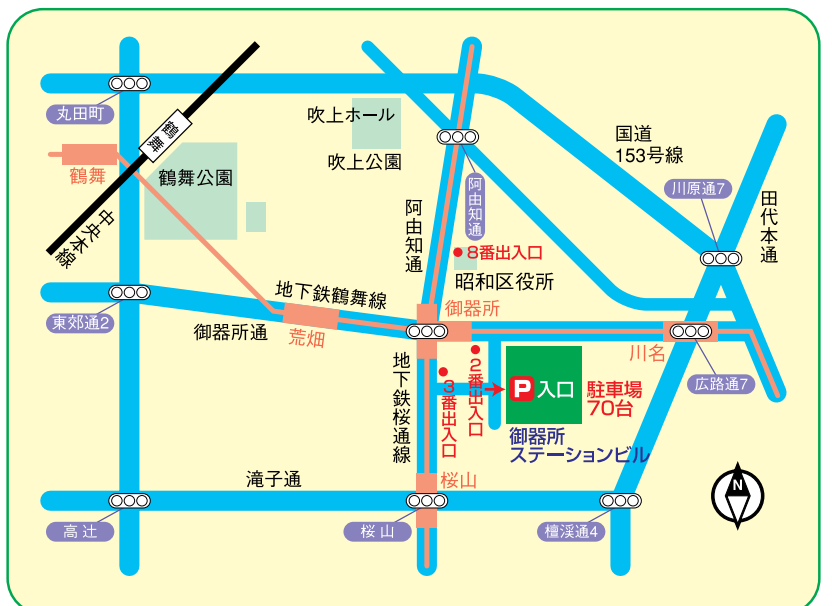 丸田町
鶴舞
鶴舞
中央本線
鶴舞公園
吹上ホール
吹上公園
阿由知通
阿由知通
国道
153号線
川原通7
田代本通
8番出入口
昭和区役所
東郊通2
地下鉄鶴舞線
御器所通
荒畑
御器所
川名
広路通7
地下鉄桜通線
3番出入口
2番出入口
P入口
駐車場
70台
御器所
ステーションビル
滝子通
桜山
高辻
桜山
檀渓通4
N